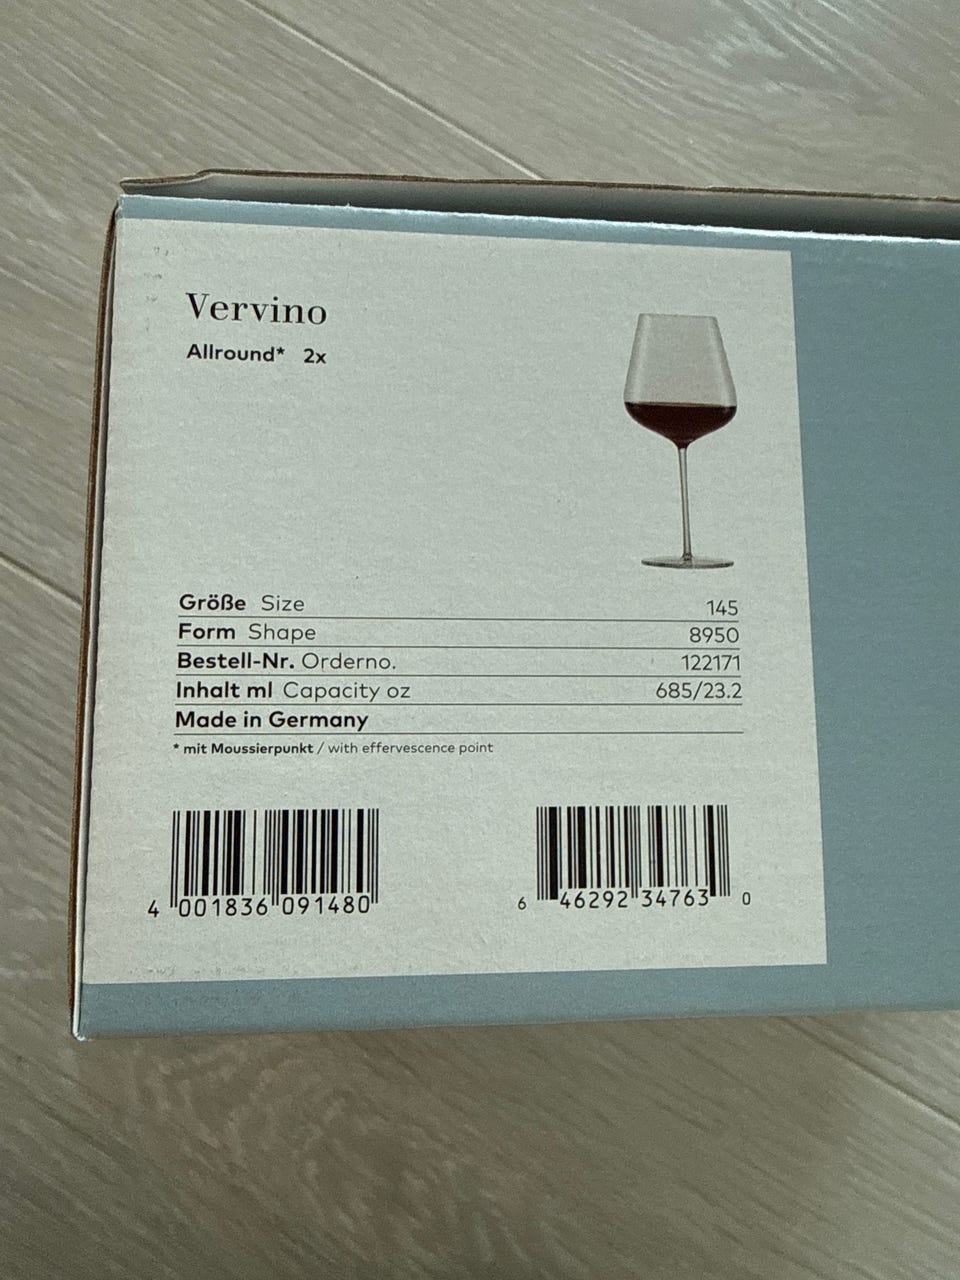 Vervino
Allround* 2x
Größe Size 145
Form Shape 8950
Bestell-Nr. Orderno. 122171
Inhalt ml Capacity oz 685/23.2
Made in Germany
* mit Moussierpunkt / with effervescence point
4 001836 091480
6 46292 34763 0